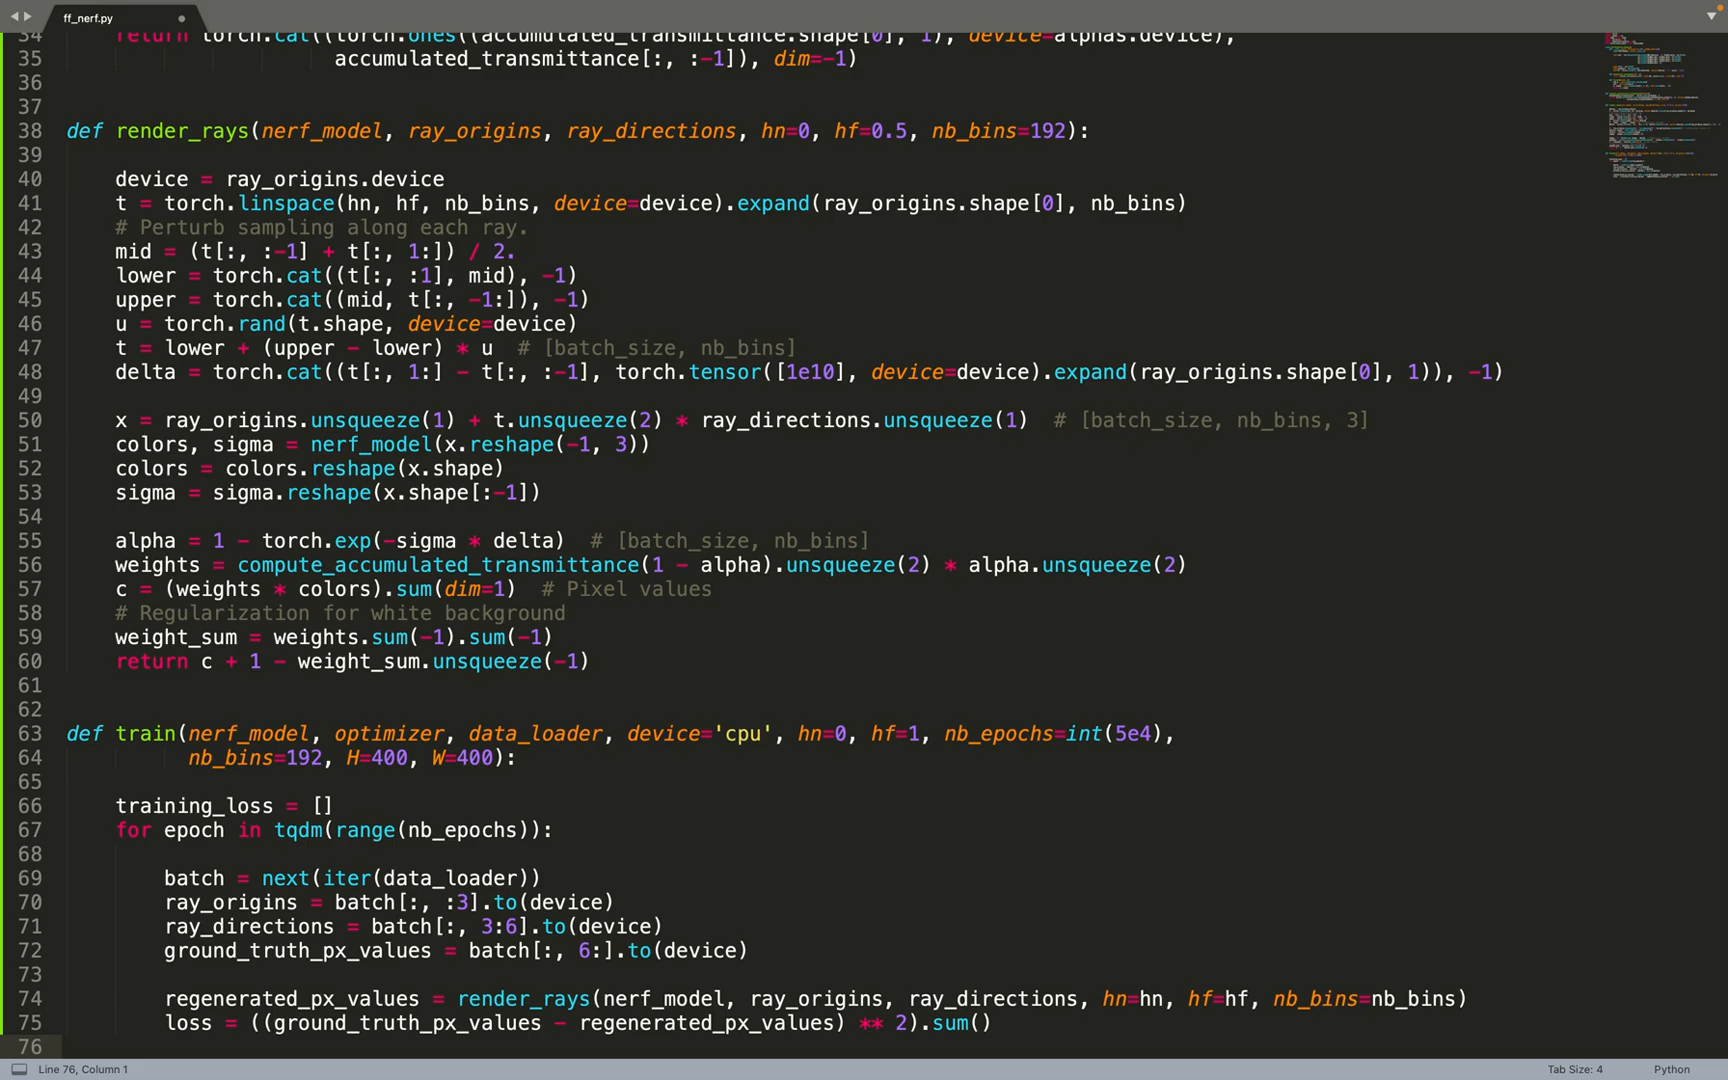 ff_nerf.py
34 return torch.cat((torch.ones((accumulated_transmittance.shape[0], 1), device=alphas.device),
35 accumulated_transmittance[:, :-1]), dim=-1)
36
37
38 def render_rays(nerf_model, ray_origins, ray_directions, hn=0, hf=0.5, nb_bins=192):
39
40 device = ray_origins.device
41 t = torch.linspace(hn, hf, nb_bins, device=device).expand(ray_origins.shape[0], nb_bins)
42 # Perturb sampling along each ray.
43 mid = (t[:, :-1] + t[:, 1:]) / 2.
44 lower = torch.cat((t[:, :1], mid), -1)
45 upper = torch.cat((mid, t[:, -1:]), -1)
46 u = torch.rand(t.shape, device=device)
47 t = lower + (upper - lower) * u  # [batch_size, nb_bins]
48 delta = torch.cat((t[:, 1:] - t[:, :-1], torch.tensor([1e10], device=device).expand(ray_origins.shape[0], 1)), -1)
49
50 x = ray_origins.unsqueeze(1) + t.unsqueeze(2) * ray_directions.unsqueeze(1)  # [batch_size, nb_bins, 3]
51 colors, sigma = nerf_model(x.reshape(-1, 3))
52 colors = colors.reshape(x.shape)
53 sigma = sigma.reshape(x.shape[:-1])
54
55 alpha = 1 - torch.exp(-sigma * delta)  # [batch_size, nb_bins]
56 weights = compute_accumulated_transmittance(1 - alpha).unsqueeze(2) * alpha.unsqueeze(2)
57 c = (weights * colors).sum(dim=1)  # Pixel values
58 # Regularization for white background
59 weight_sum = weights.sum(-1).sum(-1)
60 return c + 1 - weight_sum.unsqueeze(-1)
61
62
63 def train(nerf_model, optimizer, data_loader, device='cpu', hn=0, hf=1, nb_epochs=int(5e4),
64 nb_bins=192, H=400, W=400):
65
66 training_loss = []
67 for epoch in tqdm(range(nb_epochs)):
68
69 batch = next(iter(data_loader))
70 ray_origins = batch[:, :3].to(device)
71 ray_directions = batch[:, 3:6].to(device)
72 ground_truth_px_values = batch[:, 6:].to(device)
73
74 regenerated_px_values = render_rays(nerf_model, ray_origins, ray_directions, hn=hn, hf=hf, nb_bins=nb_bins)
75 loss = ((ground_truth_px_values - regenerated_px_values) ** 2).sum()
76
Line 76, Column 1
Tab Size: 4
Python